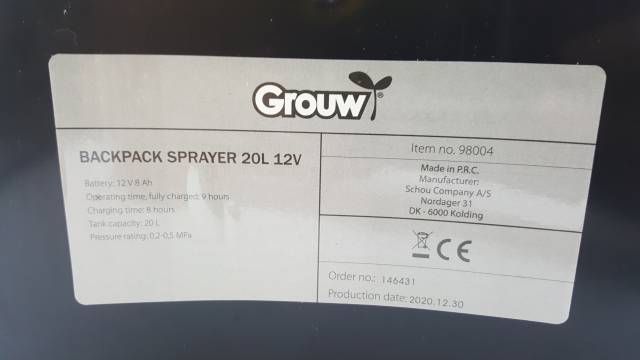 Grouw ®
BACKPACK SPRAYER 20L 12V
Battery: 12 V 8 Ah
Operating time, fully charged: 9 hours
Charging time: 8 hours
Tank capacity: 20 L
Pressure rating: 0,2-0,5 MPa
Item no. 98004
Made in P.R.C.
Manufacturer:
Schou Company A/S
Nordager 31
DK - 6000 Kolding
CE
Order no.: 146431
Production date: 2020.12.30